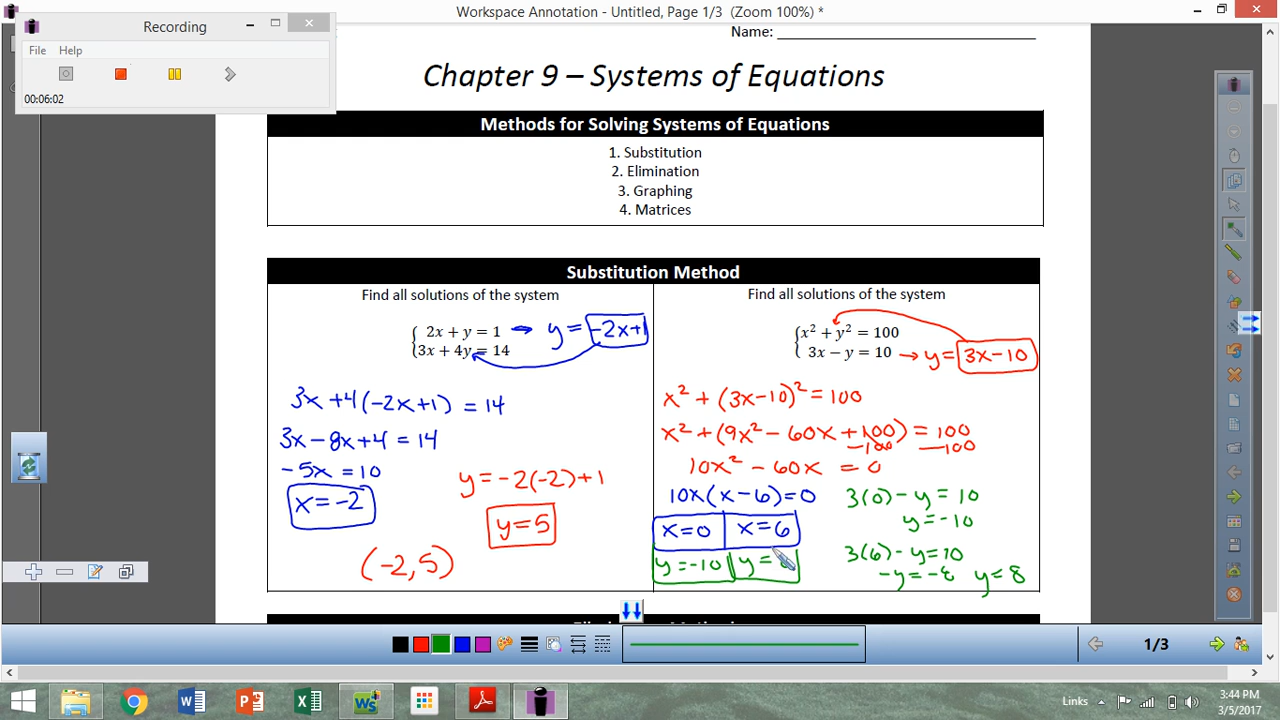 Workspace Annotation - Untitled, Page 1/3 (Zoom 100%) *
Recording
File Help
00:06:02
Name:
Chapter 9 – Systems of Equations
Methods for Solving Systems of Equations
1. Substitution
2. Elimination
3. Graphing
4. Matrices
Substitution Method
Find all solutions of the system
2x + y = 1 → y = -2x+1
3x + 4y = 14
3x + 4(-2x+1) = 14
3x - 8x + 4 = 14
-5x = 10
x = -2
y = -2(-2)+1
y = 5
(-2, 5)
Find all solutions of the system
x² + y² = 100
3x − y = 10 → y = 3x-10
x² + (3x-10)² = 100
x² + (9x² - 60x + 100) = 100
-100 -100
10x² - 60x = 0
10x(x-6) = 0
x=0 x=6
y=-10 y=
3(0) - y = 10
y = -10
3(6) - y = 10
-y = -8 y = 8
1/3
Links
3:44 PM
3/5/2017